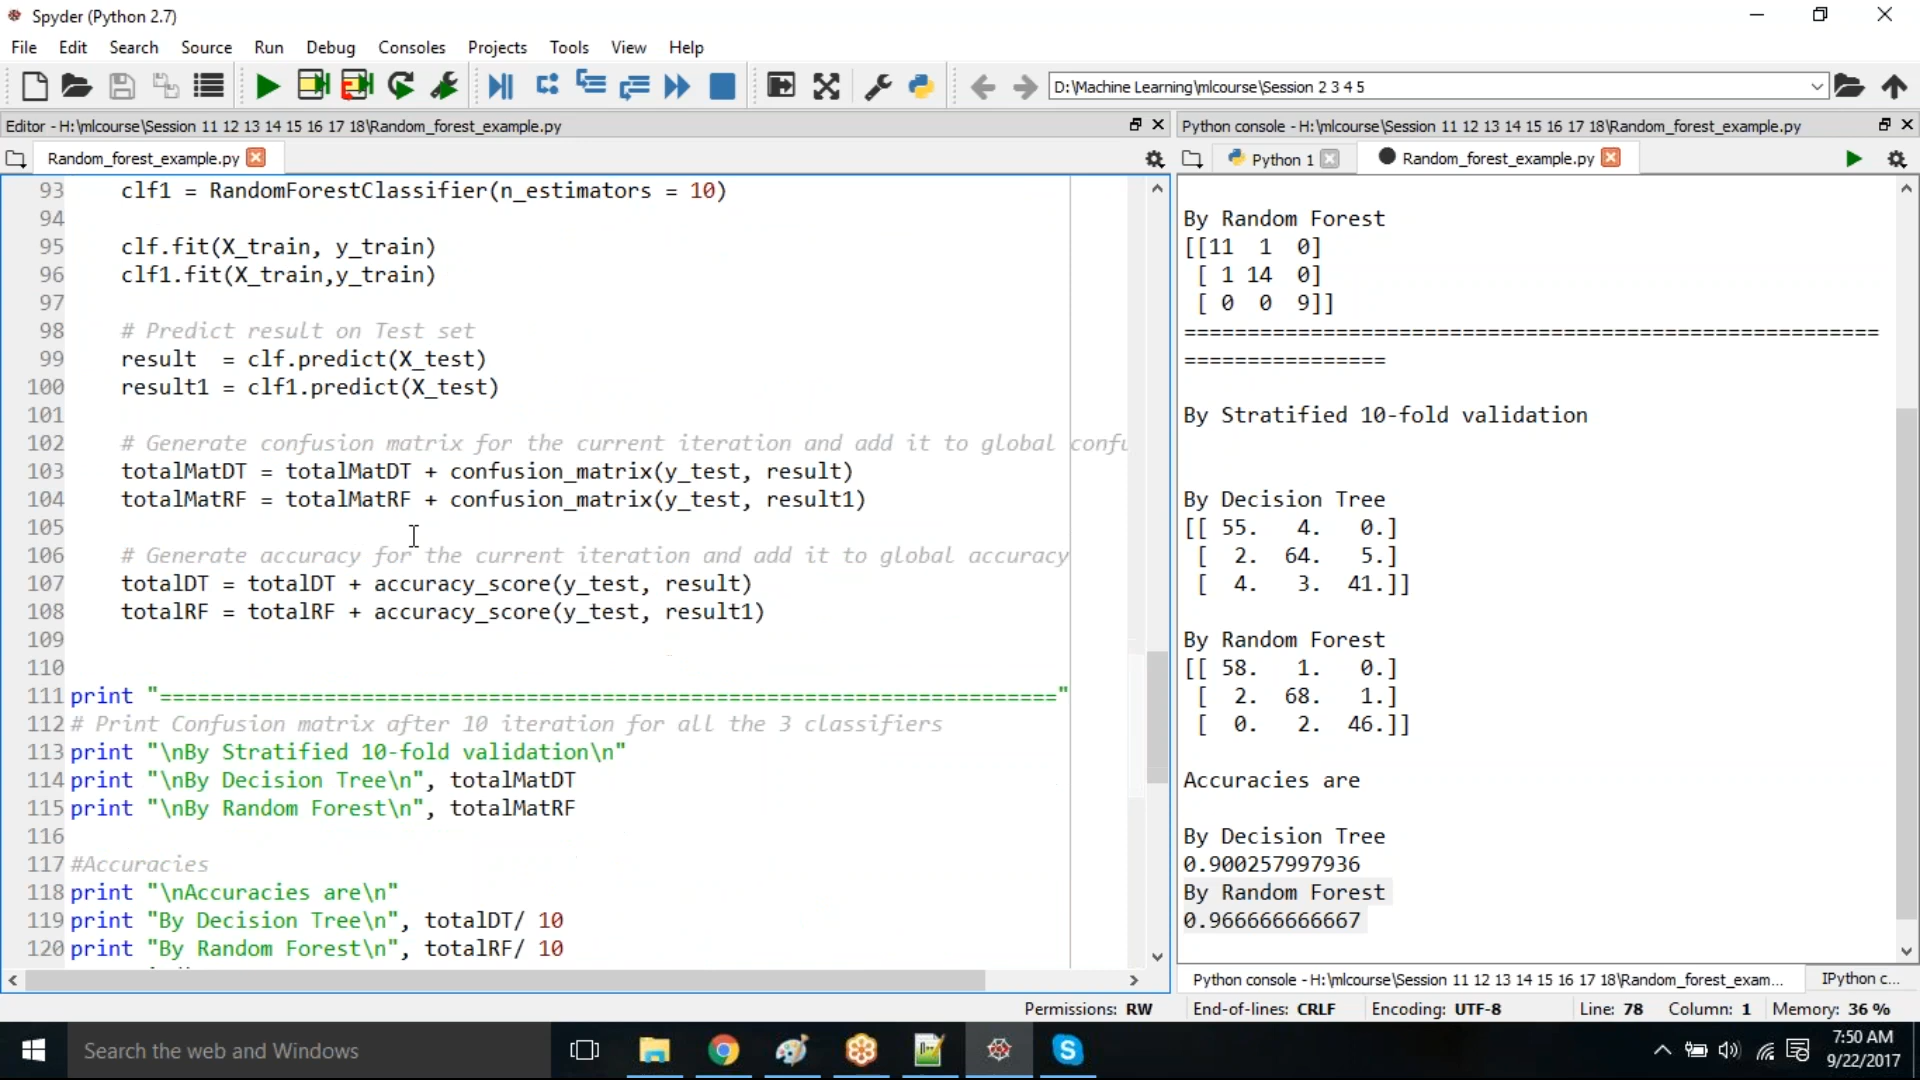 Spyder (Python 2.7)
File Edit Search Source Run Debug Consoles Projects Tools View Help
D:\Machine Learning\mlcourse\Session 2 3 4 5
Editor - H:\mlcourse\Session 11 12 13 14 15 16 17 18\Random_forest_example.py
Random_forest_example.py
93 clf1 = RandomForestClassifier(n_estimators = 10)
94
95 clf.fit(X_train, y_train)
96 clf1.fit(X_train,y_train)
97
98 # Predict result on Test set
99 result  = clf.predict(X_test)
100 result1 = clf1.predict(X_test)
101
102 # Generate confusion matrix for the current iteration and add it to global confu
103 totalMatDT = totalMatDT + confusion_matrix(y_test, result)
104 totalMatRF = totalMatRF + confusion_matrix(y_test, result1)
105
106 # Generate accuracy for the current iteration and add it to global accuracy
107 totalDT = totalDT + accuracy_score(y_test, result)
108 totalRF = totalRF + accuracy_score(y_test, result1)
109
110
111 print "======================================================================="
112 # Print Confusion matrix after 10 iteration for all the 3 classifiers
113 print "\nBy Stratified 10-fold validation\n"
114 print "\nBy Decision Tree\n", totalMatDT
115 print "\nBy Random Forest\n", totalMatRF
116
117 #Accuracies
118 print "\nAccuracies are\n"
119 print "By Decision Tree\n", totalDT/ 10
120 print "By Random Forest\n", totalRF/ 10
Python console - H:\mlcourse\Session 11 12 13 14 15 16 17 18\Random_forest_example.py
Python 1 Random_forest_example.py
By Random Forest
[[11  1  0]
[ 1 14  0]
[ 0  0  9]]
=======================================================
================
By Stratified 10-fold validation
By Decision Tree
[[ 55.   4.   0.]
[  2.  64.   5.]
[  4.   3.  41.]]
By Random Forest
[[ 58.   1.   0.]
[  2.  68.   1.]
[  0.   2.  46.]]
Accuracies are
By Decision Tree
0.900257997936
By Random Forest
0.966666666667
Python console - H:\mlcourse\Session 11 12 13 14 15 16 17 18\Random_forest_exam... IPython c...
Permissions: RW End-of-lines: CRLF Encoding: UTF-8 Line: 78 Column: 1 Memory: 36 %
Search the web and Windows
7:50 AM
9/22/2017